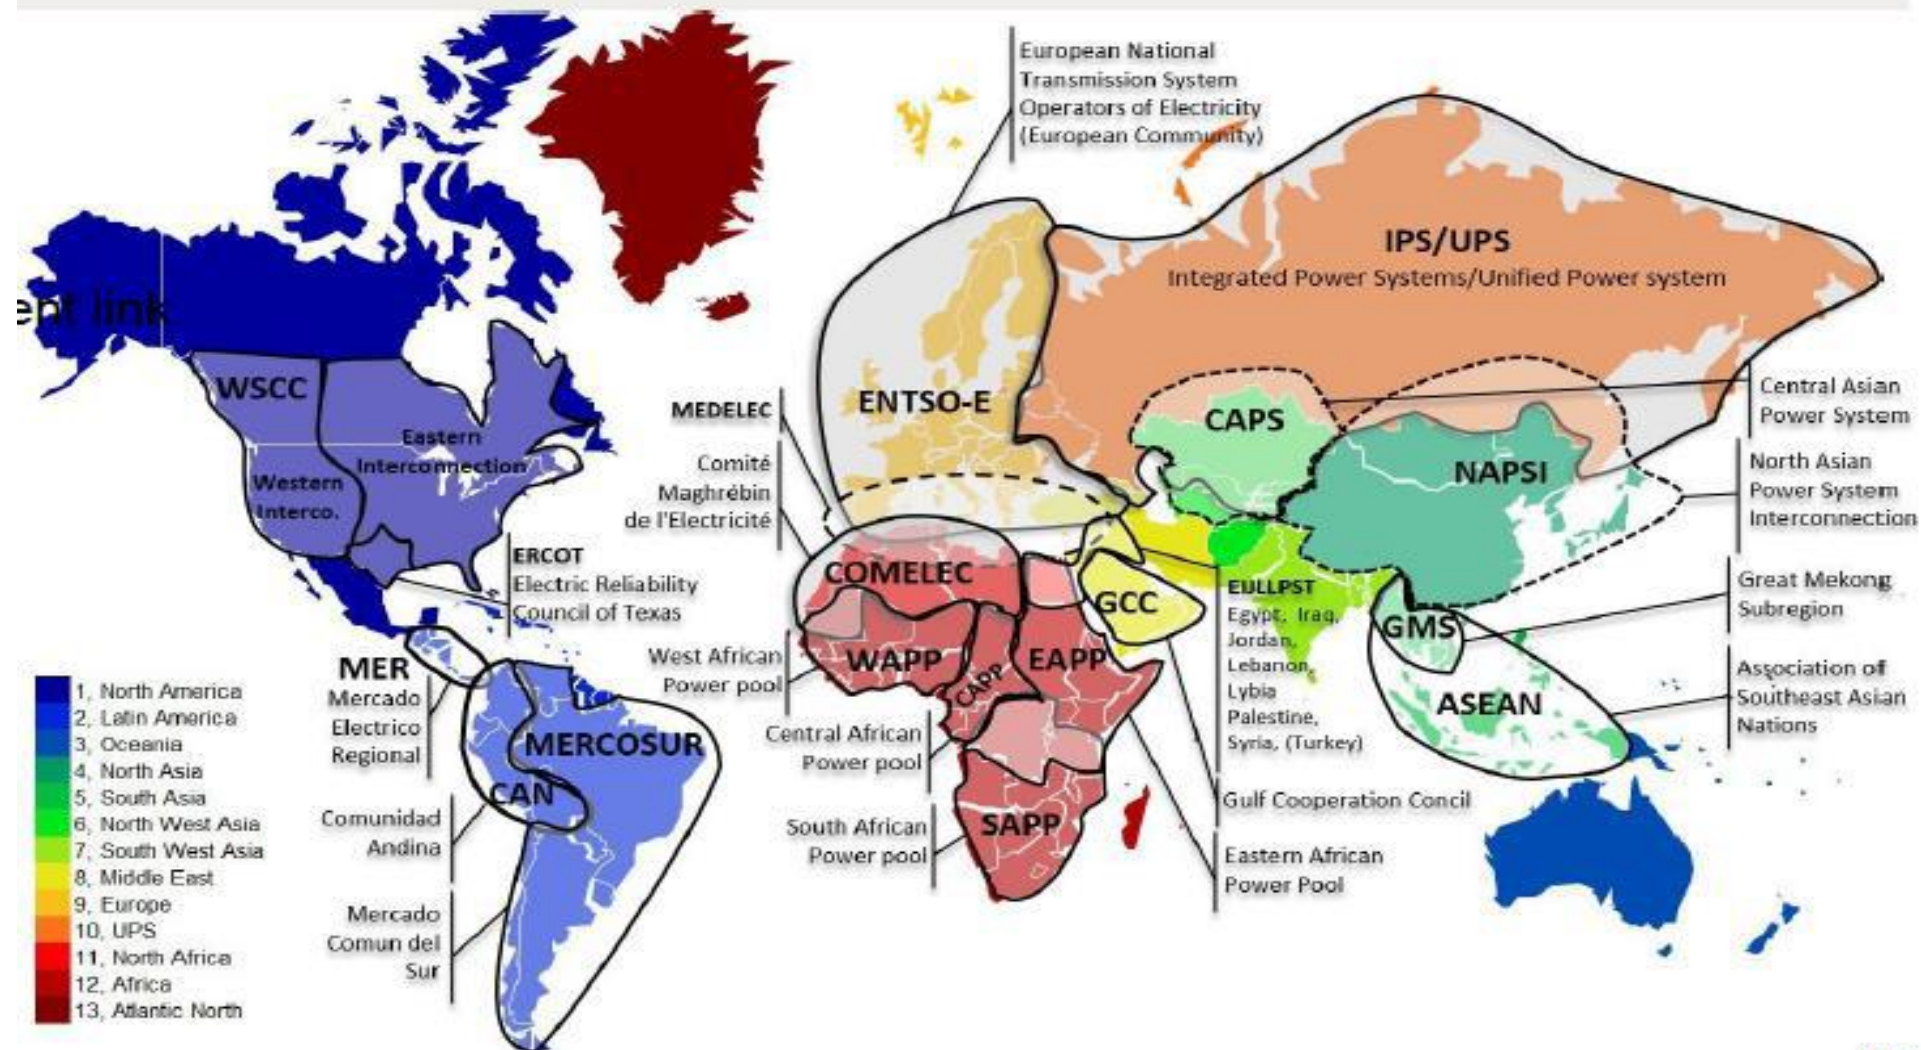 European National
Transmission System
Operators of Electricity
(European Community)
IPS/UPS
Integrated Power Systems/Unified Power system
ent link
WSCC
Eastern
Interconnection
Western
Interco.
ERCOT
Electric Reliability
Council of Texas
MEDELEC
Comité
Maghrébin
de l'Electricité
ENTSO-E
CAPS
NAPSI
Central Asian
Power System
North Asian
Power System
Interconnection
Great Mekong
Subregion
Association of
Southeast Asian
Nations
COMELEC
GCC
EIJLLPST
Egypt, Iraq,
Jordan,
Lebanon,
Lybia
Palestine,
Syria, (Turkey)
GMS
ASEAN
WAPP
CAPP
EAPP
SAPP
West African
Power pool
Central African
Power pool
South African
Power pool
Gulf Cooperation Concil
Eastern African
Power Pool
MER
Mercado
Electrico
Regional
MERCOSUR
CAN
Comunidad
Andina
Mercado
Comun del
Sur
1, North America
2, Latin America
3, Oceania
4, North Asia
5, South Asia
6, North West Asia
7, South West Asia
8, Middle East
9, Europe
10, UPS
11, North Africa
12, Africa
13, Atlantic North